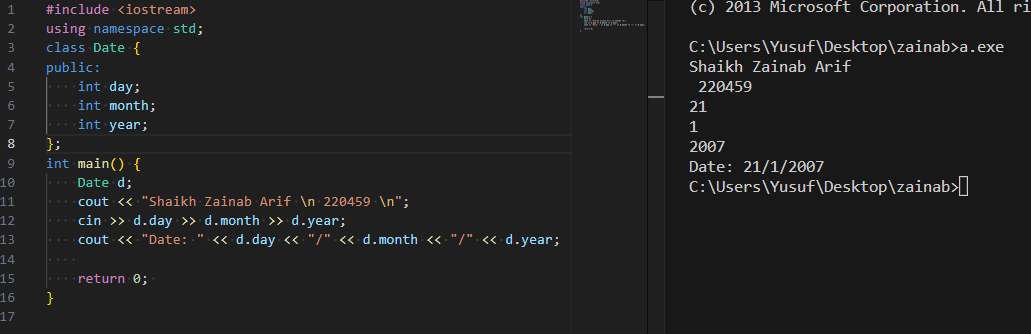 1 #include <iostream>
2 using namespace std;
3 class Date {
4 public:
5 int day;
6 int month;
7 int year;
8 };
9 int main() {
10 Date d;
11 cout << "Shaikh Zainab Arif \n 220459 \n";
12 cin >> d.day >> d.month >> d.year;
13 cout << "Date: " << d.day << "/" << d.month << "/" << d.year;
14
15 return 0;
16 }
17
(c) 2013 Microsoft Corporation. All ri
C:\Users\Yusuf\Desktop\zainab>a.exe
Shaikh Zainab Arif
220459
21
1
2007
Date: 21/1/2007
C:\Users\Yusuf\Desktop\zainab>